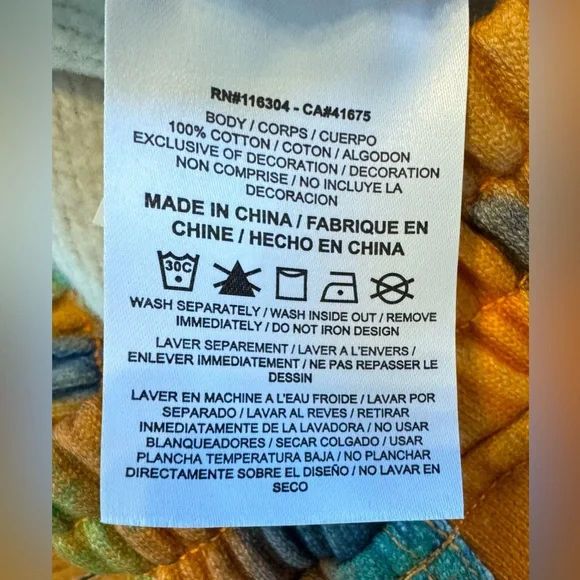 RN#116304 - CA#41675
BODY / CORPS / CUERPO
100% COTTON / COTON / ALGODON
EXCLUSIVE OF DECORATION / DECORATION
NON COMPRISE / NO INCLUYE LA
DECORACION
MADE IN CHINA / FABRIQUE EN
CHINE / HECHO EN CHINA
30C
WASH SEPARATELY / WASH INSIDE OUT / REMOVE
IMMEDIATELY / DO NOT IRON DESIGN
LAVER SEPAREMENT / LAVER A L'ENVERS /
ENLEVER IMMEDIATEMENT / NE PAS REPASSER LE
DESSIN
LAVER EN MACHINE A L'EAU FROIDE / LAVAR POR
SEPARADO / LAVAR AL REVES / RETIRAR
INMEDIATAMENTE DE LA LAVADORA / NO USAR
BLANQUEADORES / SECAR COLGADO / USAR
PLANCHA TEMPERATURA BAJA / NO PLANCHAR
DIRECTAMENTE SOBRE EL DISEÑO / NO LAVAR EN
SECO